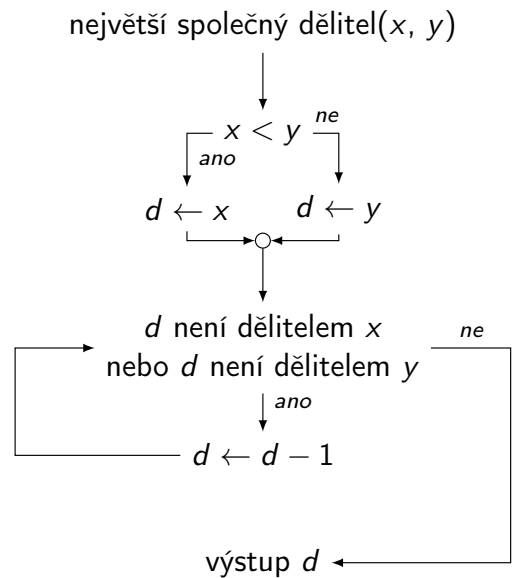 největší společný dělitel(x, y)
x < y
ne
ano
d ← x
d ← y
d není dělitelem x
nebo d není dělitelem y
ne
ano
d ← d − 1
výstup d